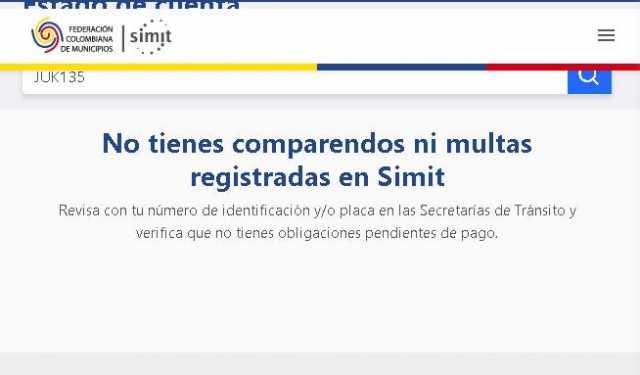 Estado de cuenta
FEDERACIÓN
COLOMBIANA
DE MUNICIPIOS
simit
JUK135
No tienes comparendos ni multas
registradas en Simit
Revisa con tu número de identificación y/o placa en las Secretarías de Tránsito y
verifica que no tienes obligaciones pendientes de pago.